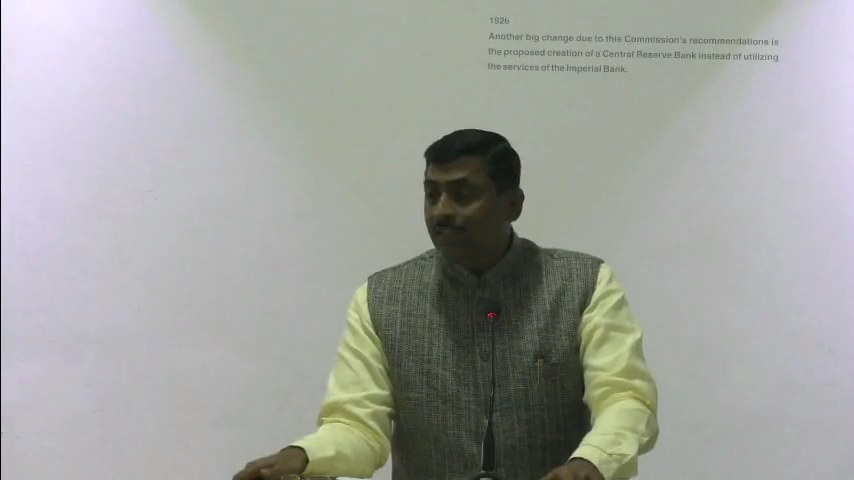 1926
Another big change due to this Commission's recommendations is
the proposed creation of a Central Reserve Bank instead of utilizing
the services of the Imperial Bank.